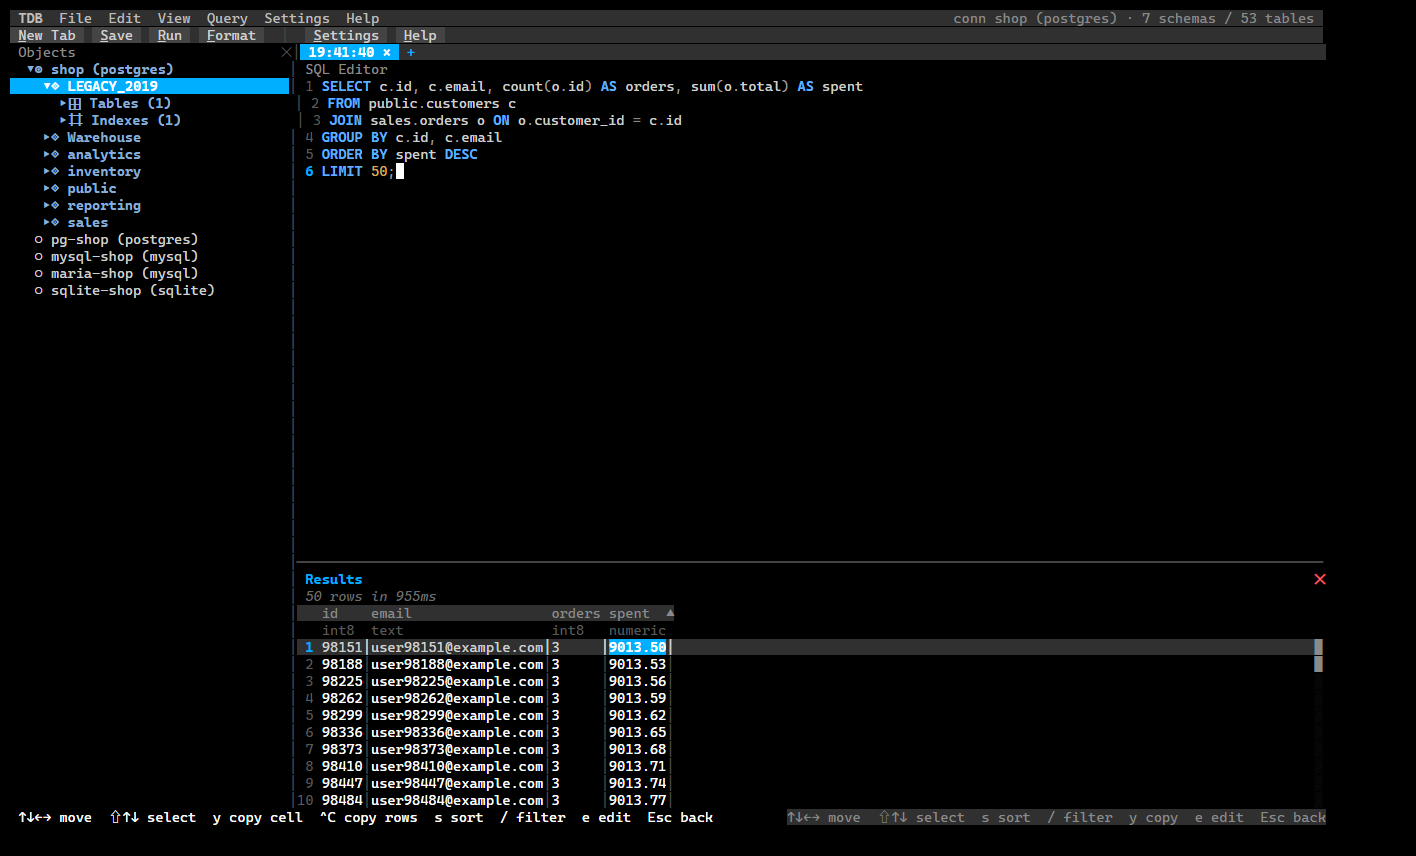 TDB File Edit View Query Settings Help conn shop (postgres) · 7 schemas / 53 tables
New Tab Save Run Format Settings Help
Objects
▼⊙ shop (postgres)
▼◆ LEGACY_2019
▶ Tables (1)
▶ Indexes (1)
▶◆ Warehouse
▶◆ analytics
▶◆ inventory
▶◆ public
▶◆ reporting
▶◆ sales
○ pg-shop (postgres)
○ mysql-shop (mysql)
○ maria-shop (mysql)
○ sqlite-shop (sqlite)
19:41:40 × +
SQL Editor
1 SELECT c.id, c.email, count(o.id) AS orders, sum(o.total) AS spent
2 FROM public.customers c
3 JOIN sales.orders o ON o.customer_id = c.id
4 GROUP BY c.id, c.email
5 ORDER BY spent DESC
6 LIMIT 50;
Results
50 rows in 955ms
id email orders spent ▲
int8 text int8 numeric
1 98151 user98151@example.com 3 9013.50
2 98188 user98188@example.com 3 9013.53
3 98225 user98225@example.com 3 9013.56
4 98262 user98262@example.com 3 9013.59
5 98299 user98299@example.com 3 9013.62
6 98336 user98336@example.com 3 9013.65
7 98373 user98373@example.com 3 9013.68
8 98410 user98410@example.com 3 9013.71
9 98447 user98447@example.com 3 9013.74
10 98484 user98484@example.com 3 9013.77
↑↓←→ move ⇧↑↓ select y copy cell ^C copy rows s sort / filter e edit Esc back
↑↓←→ move ⇧↑↓ select s sort / filter y copy e edit Esc back